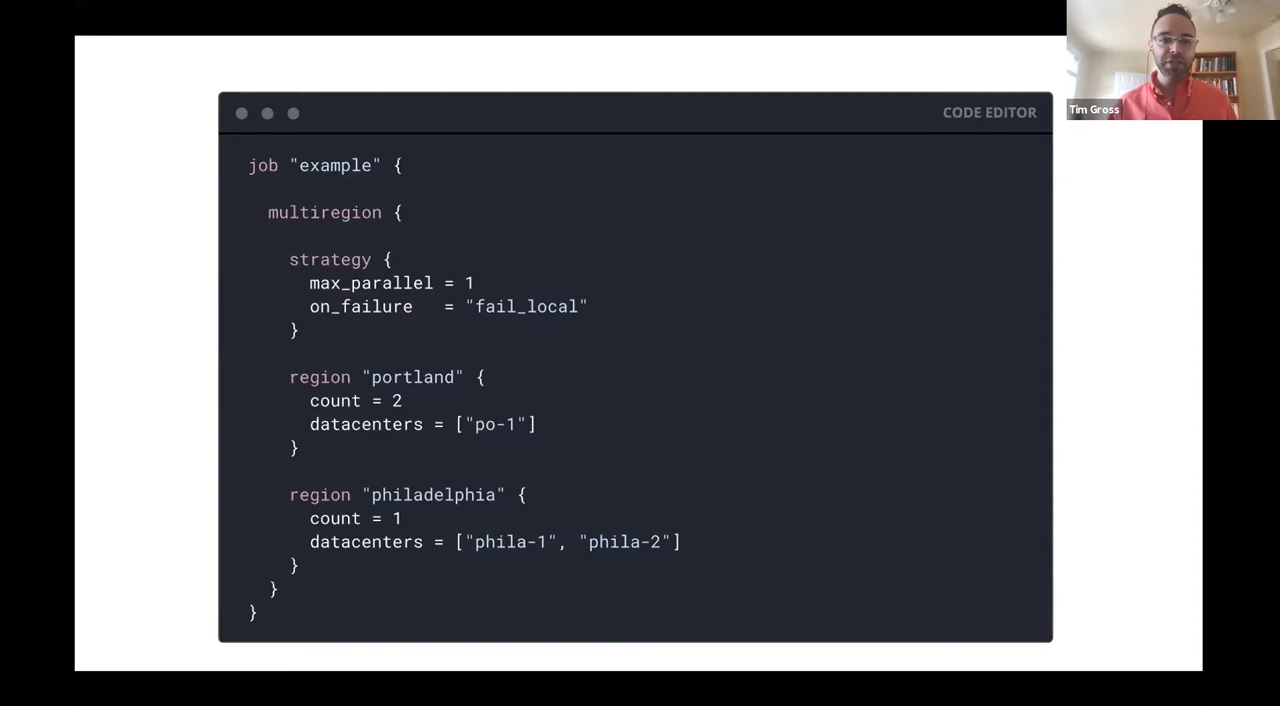 CODE EDITOR
Tim Gross
job "example" {
multiregion {
strategy {
max_parallel = 1
on_failure   = "fail_local"
}
region "portland" {
count = 2
datacenters = ["po-1"]
}
region "philadelphia" {
count = 1
datacenters = ["phila-1", "phila-2"]
}
}
}